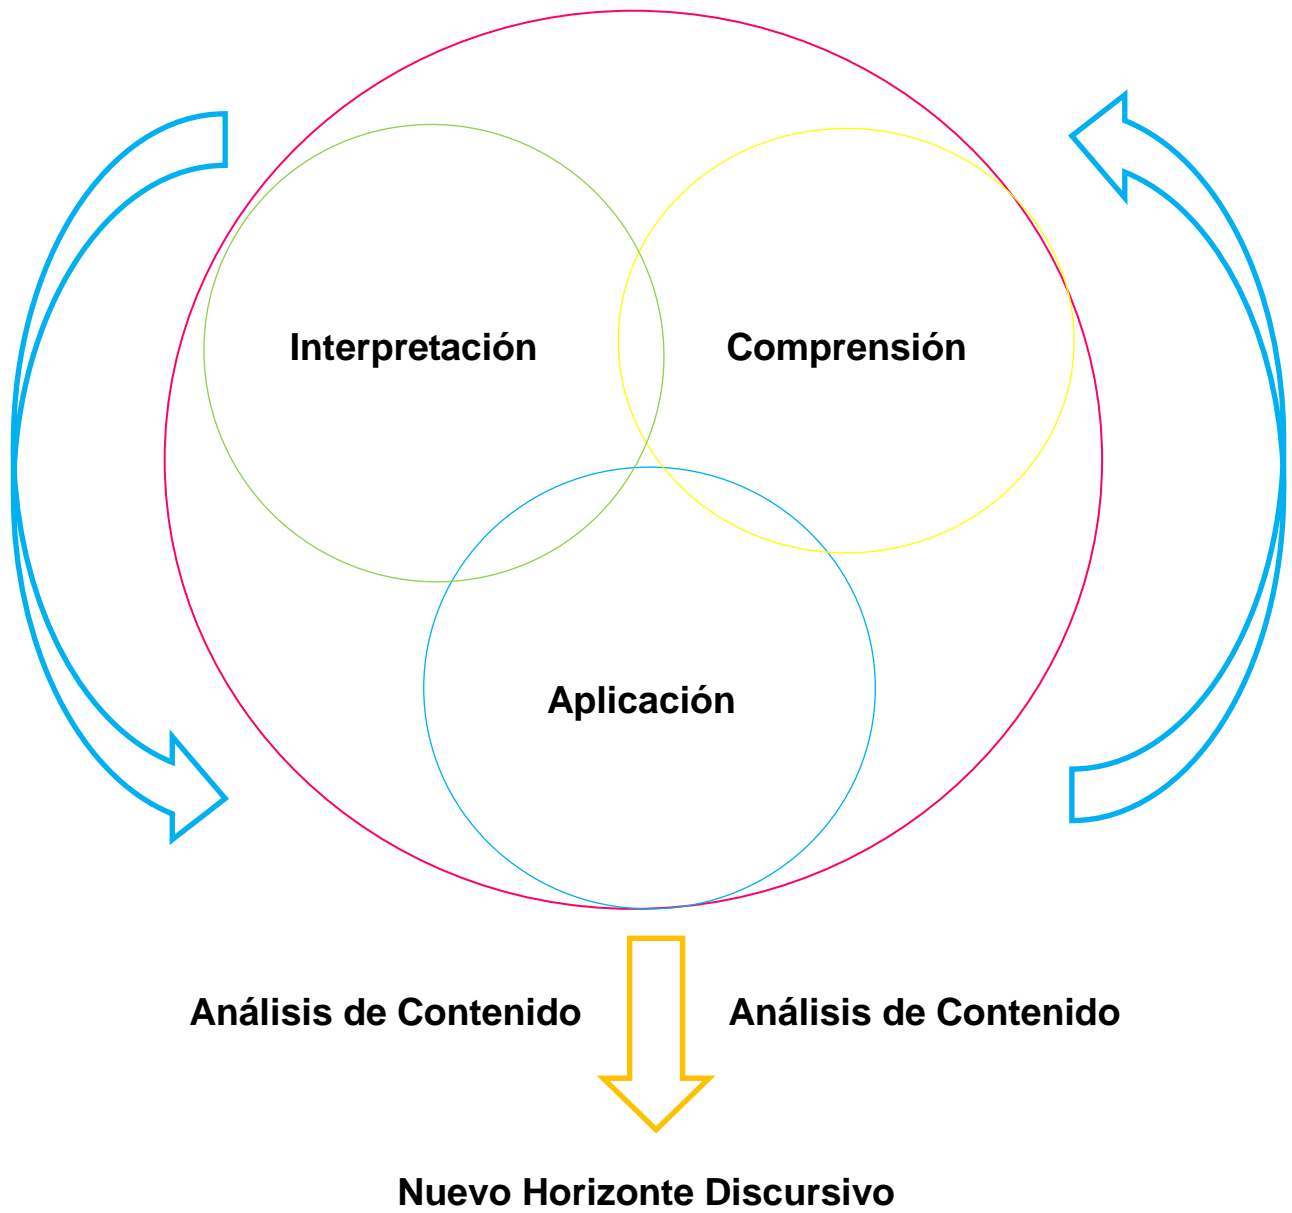 Interpretación
Comprensión
Aplicación
Análisis de Contenido
Análisis de Contenido
Nuevo Horizonte Discursivo